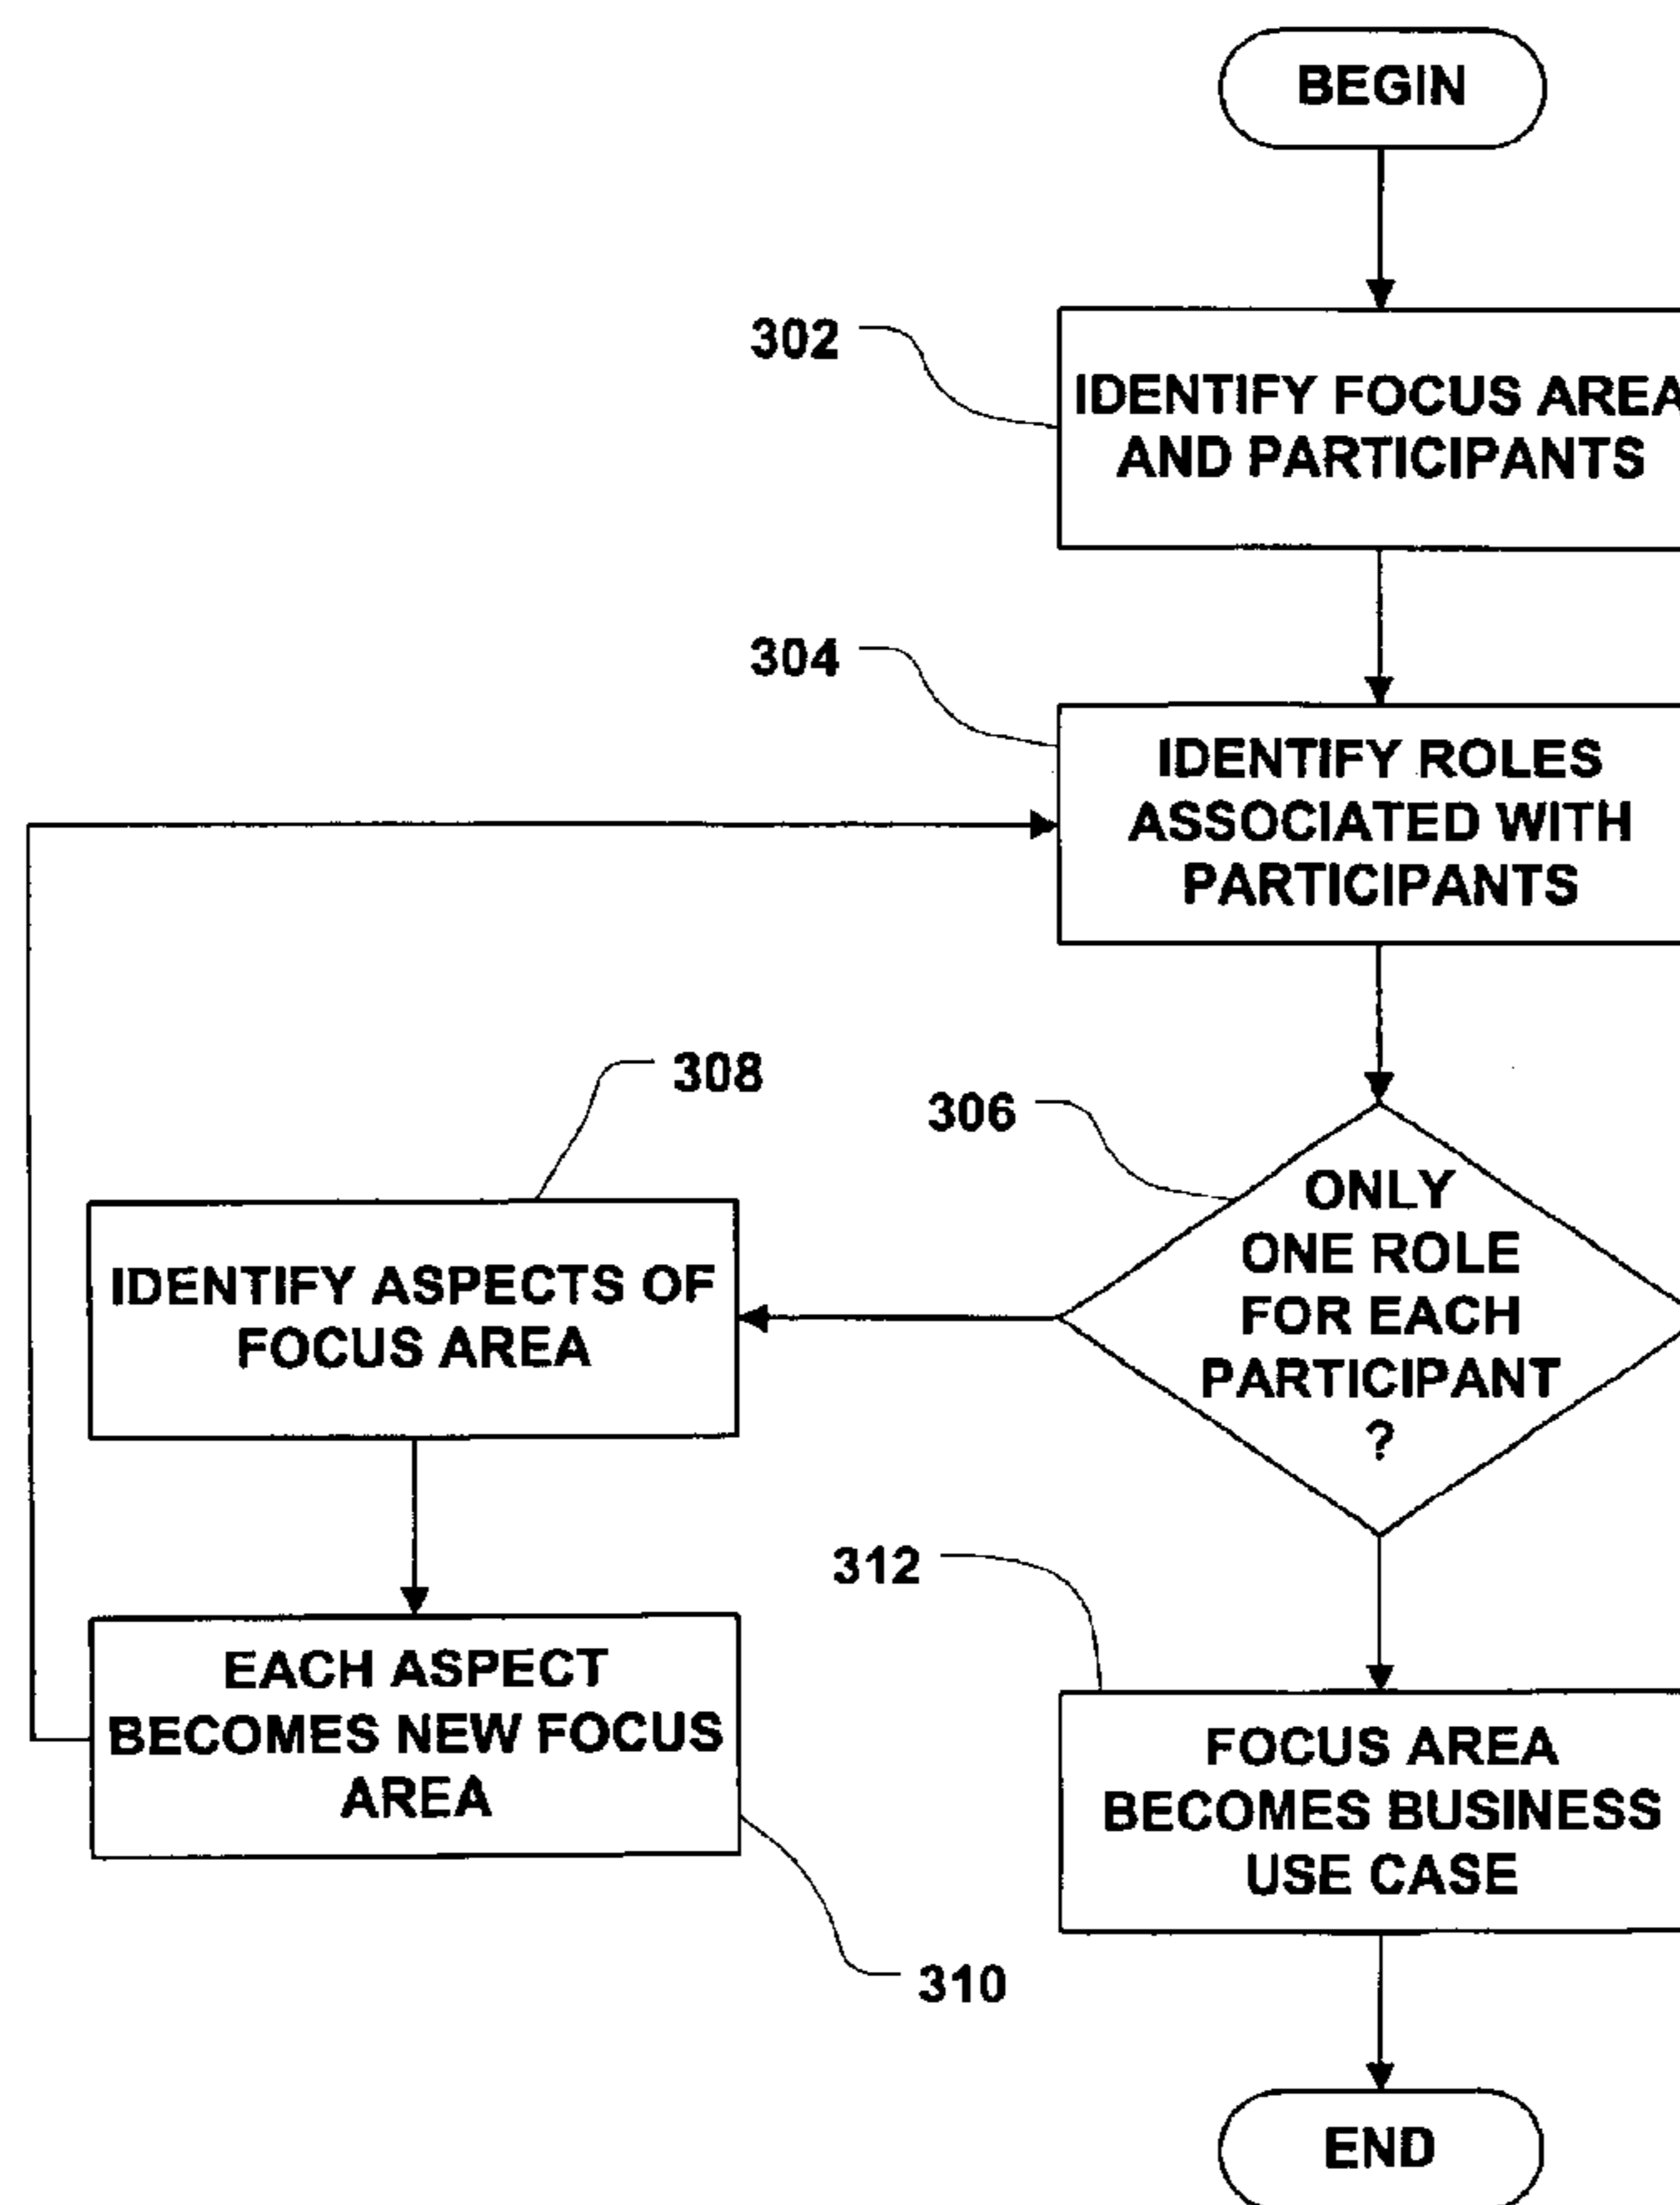 BEGIN
302
IDENTIFY FOCUS AREA
AND PARTICIPANTS
304
IDENTIFY ROLES
ASSOCIATED WITH
PARTICIPANTS
308
306
ONLY
ONE ROLE
FOR EACH
PARTICIPANT
?
IDENTIFY ASPECTS OF
FOCUS AREA
312
EACH ASPECT
BECOMES NEW FOCUS
AREA
FOCUS AREA
BECOMES BUSINESS
USE CASE
310
END